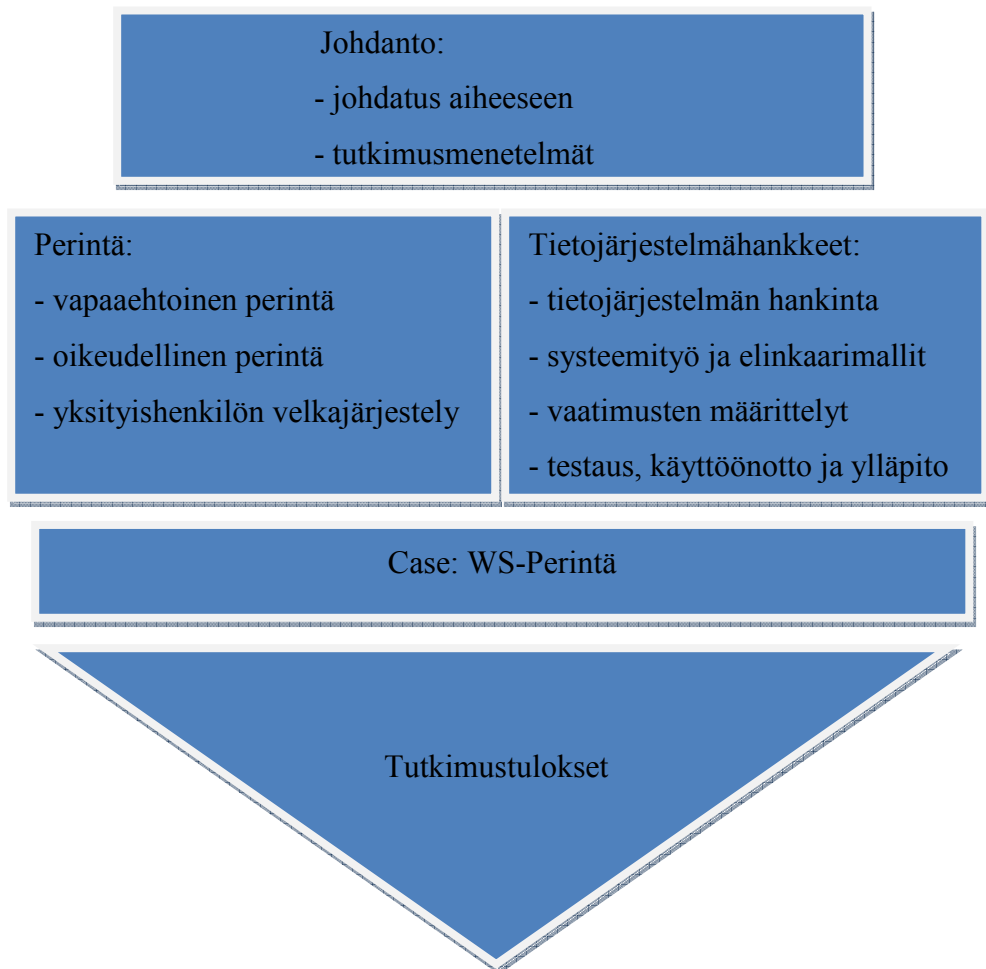 Johdanto:
- johdatus aiheeseen
- tutkimusmenetelmät
Perintä:
- vapaaehtoinen perintä
- oikeudellinen perintä
- yksityishenkilön velkajärjestely
Tietojärjestelmähankkeet:
- tietojärjestelmän hankinta
- systeemityö ja elinkaarimallit
- vaatimusten määrittelyt
- testaus, käyttöönotto ja ylläpito
Case: WS-Perintä
Tutkimustulokset